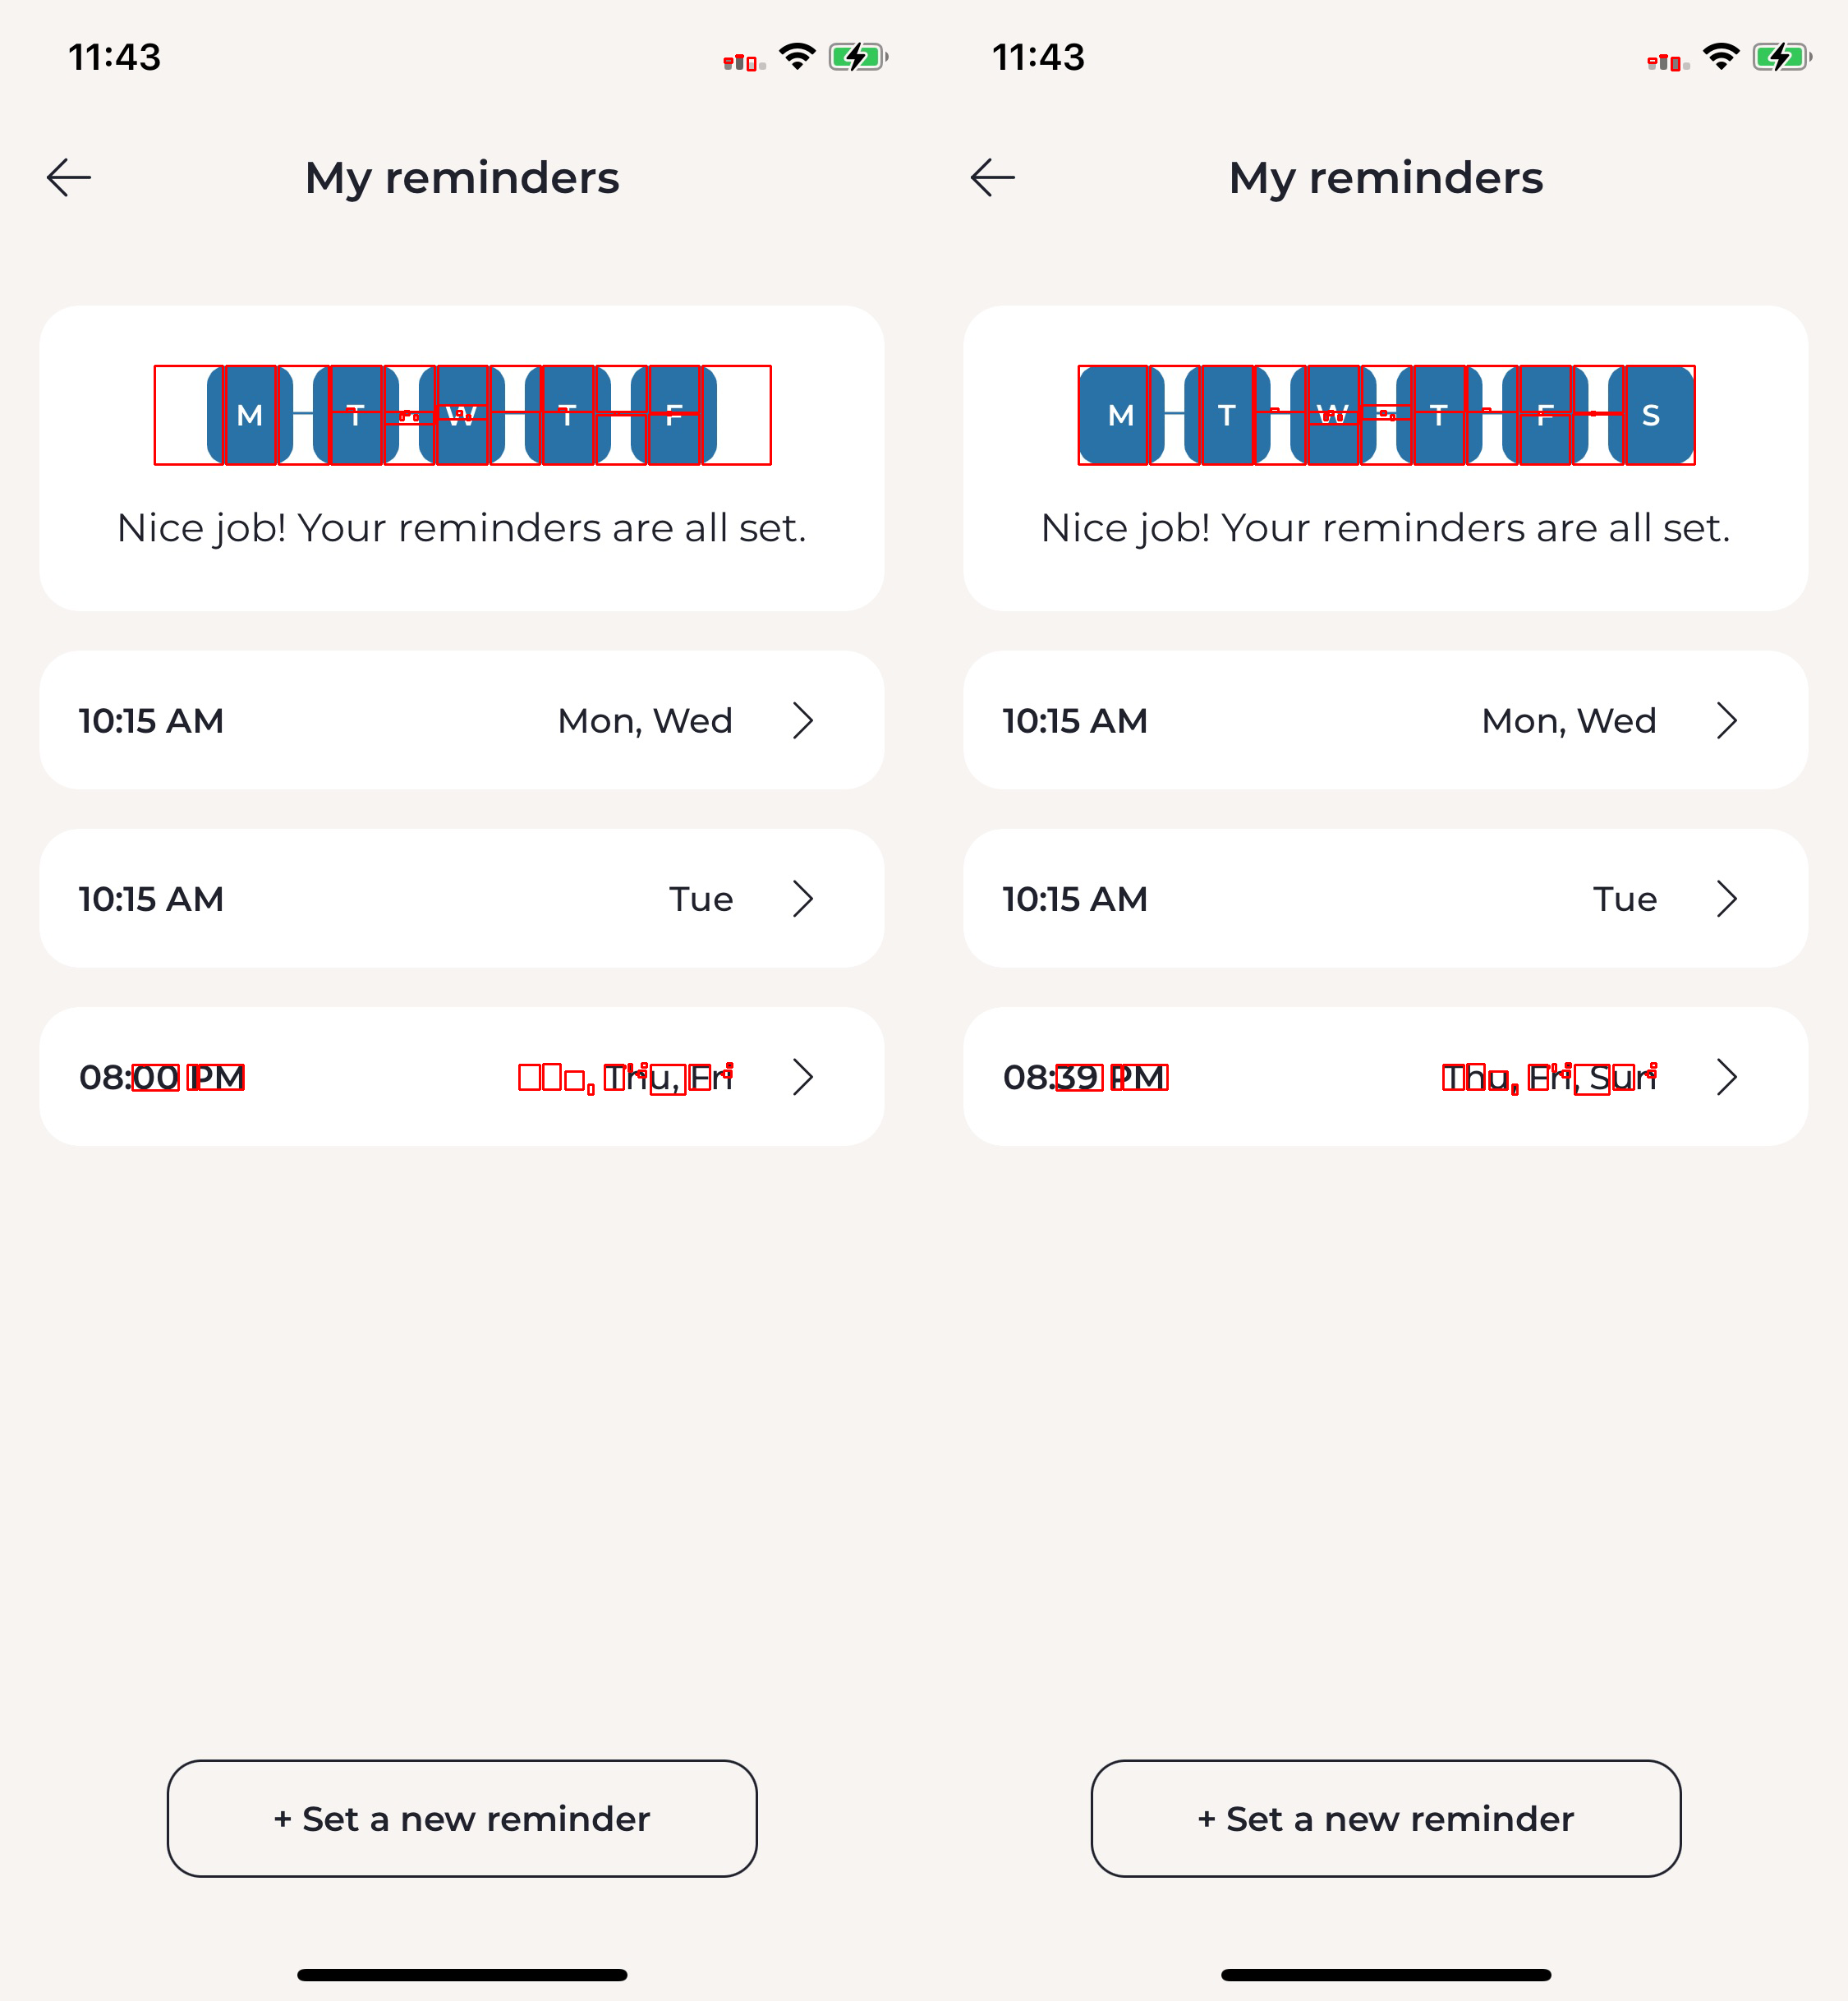 11:43
My reminders
M T W T F
Nice job! Your reminders are all set.
10:15 AM Mon, Wed
10:15 AM Tue
08:00 PM Thu, Fri
+ Set a new reminder
11:43
My reminders
M T W T F S
Nice job! Your reminders are all set.
10:15 AM Mon, Wed
10:15 AM Tue
08:39 PM Thu, Fri, Sun
+ Set a new reminder